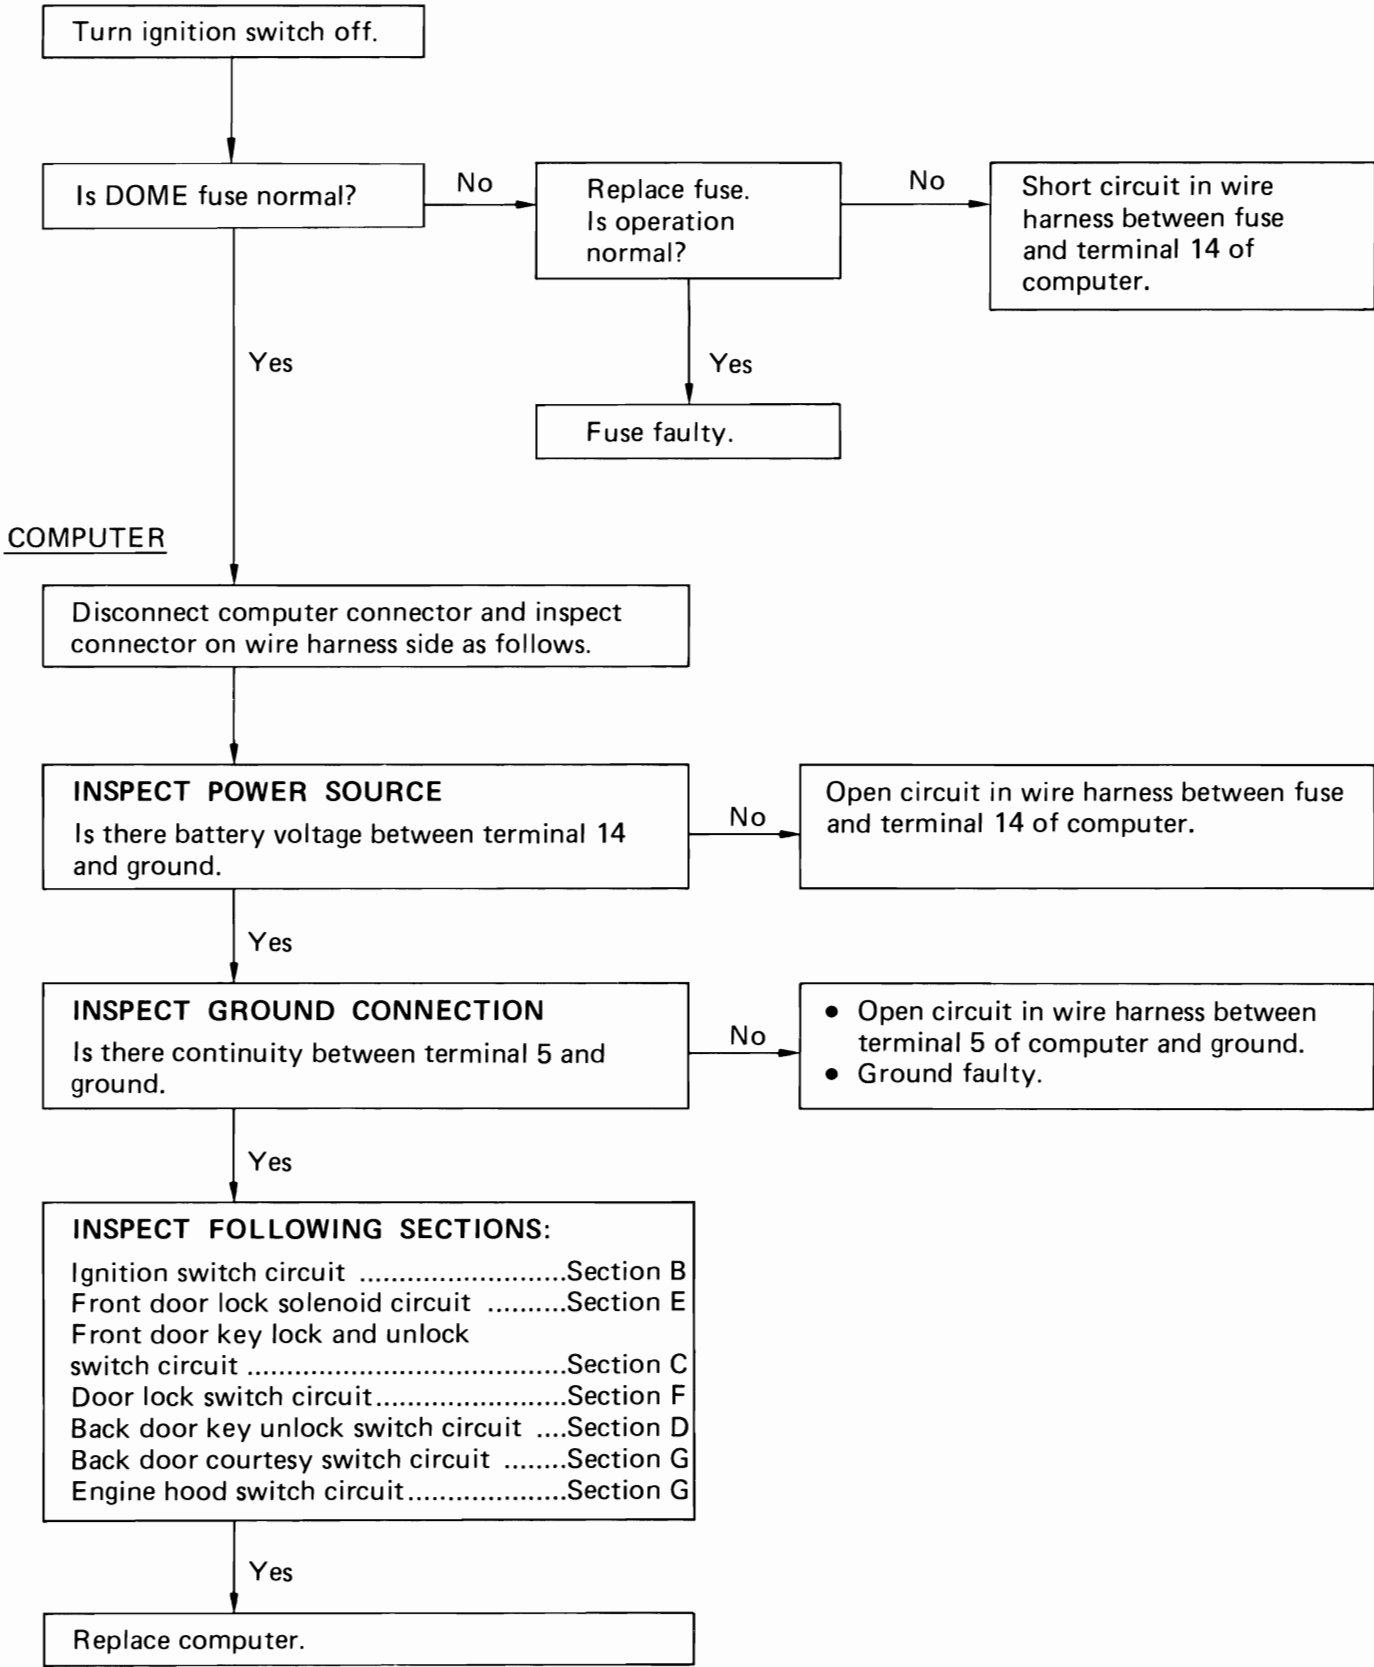 Turn ignition switch off.
Is DOME fuse normal?
No
Replace fuse.
Is operation
normal?
No
Short circuit in wire
harness between fuse
and terminal 14 of
computer.
Yes
Yes
Fuse faulty.
COMPUTER
Disconnect computer connector and inspect
connector on wire harness side as follows.
INSPECT POWER SOURCE
Is there battery voltage between terminal 14
and ground.
No
Open circuit in wire harness between fuse
and terminal 14 of computer.
Yes
INSPECT GROUND CONNECTION
Is there continuity between terminal 5 and
ground.
No
• Open circuit in wire harness between
terminal 5 of computer and ground.
• Ground faulty.
Yes
INSPECT FOLLOWING SECTIONS:
Ignition switch circuit ..........................Section B
Front door lock solenoid circuit ..........Section E
Front door key lock and unlock
switch circuit ........................................Section C
Door lock switch circuit........................Section F
Back door key unlock switch circuit ....Section D
Back door courtesy switch circuit ........Section G
Engine hood switch circuit....................Section G
Yes
Replace computer.